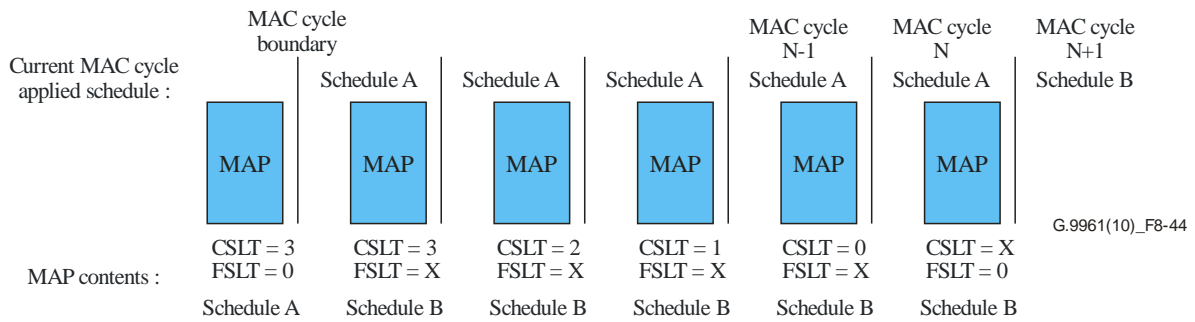 MAC cycle
boundary
MAC cycle
N-1
MAC cycle
N
MAC cycle
N+1
Current MAC cycle
applied schedule :
Schedule A
Schedule A
Schedule A
Schedule A
Schedule A
Schedule B
MAP
MAP
MAP
MAP
MAP
MAP
G.9961(10)_F8-44
MAPcontents :
CSLT = 3
FSLT = 0
CSLT = 3
FSLT = X
CSLT = 2
FSLT = X
CSLT = 1
FSLT = X
CSLT = 0
FSLT = X
CSLT = X
FSLT = 0
Schedule A
Schedule B
Schedule B
Schedule B
Schedule B
Schedule B